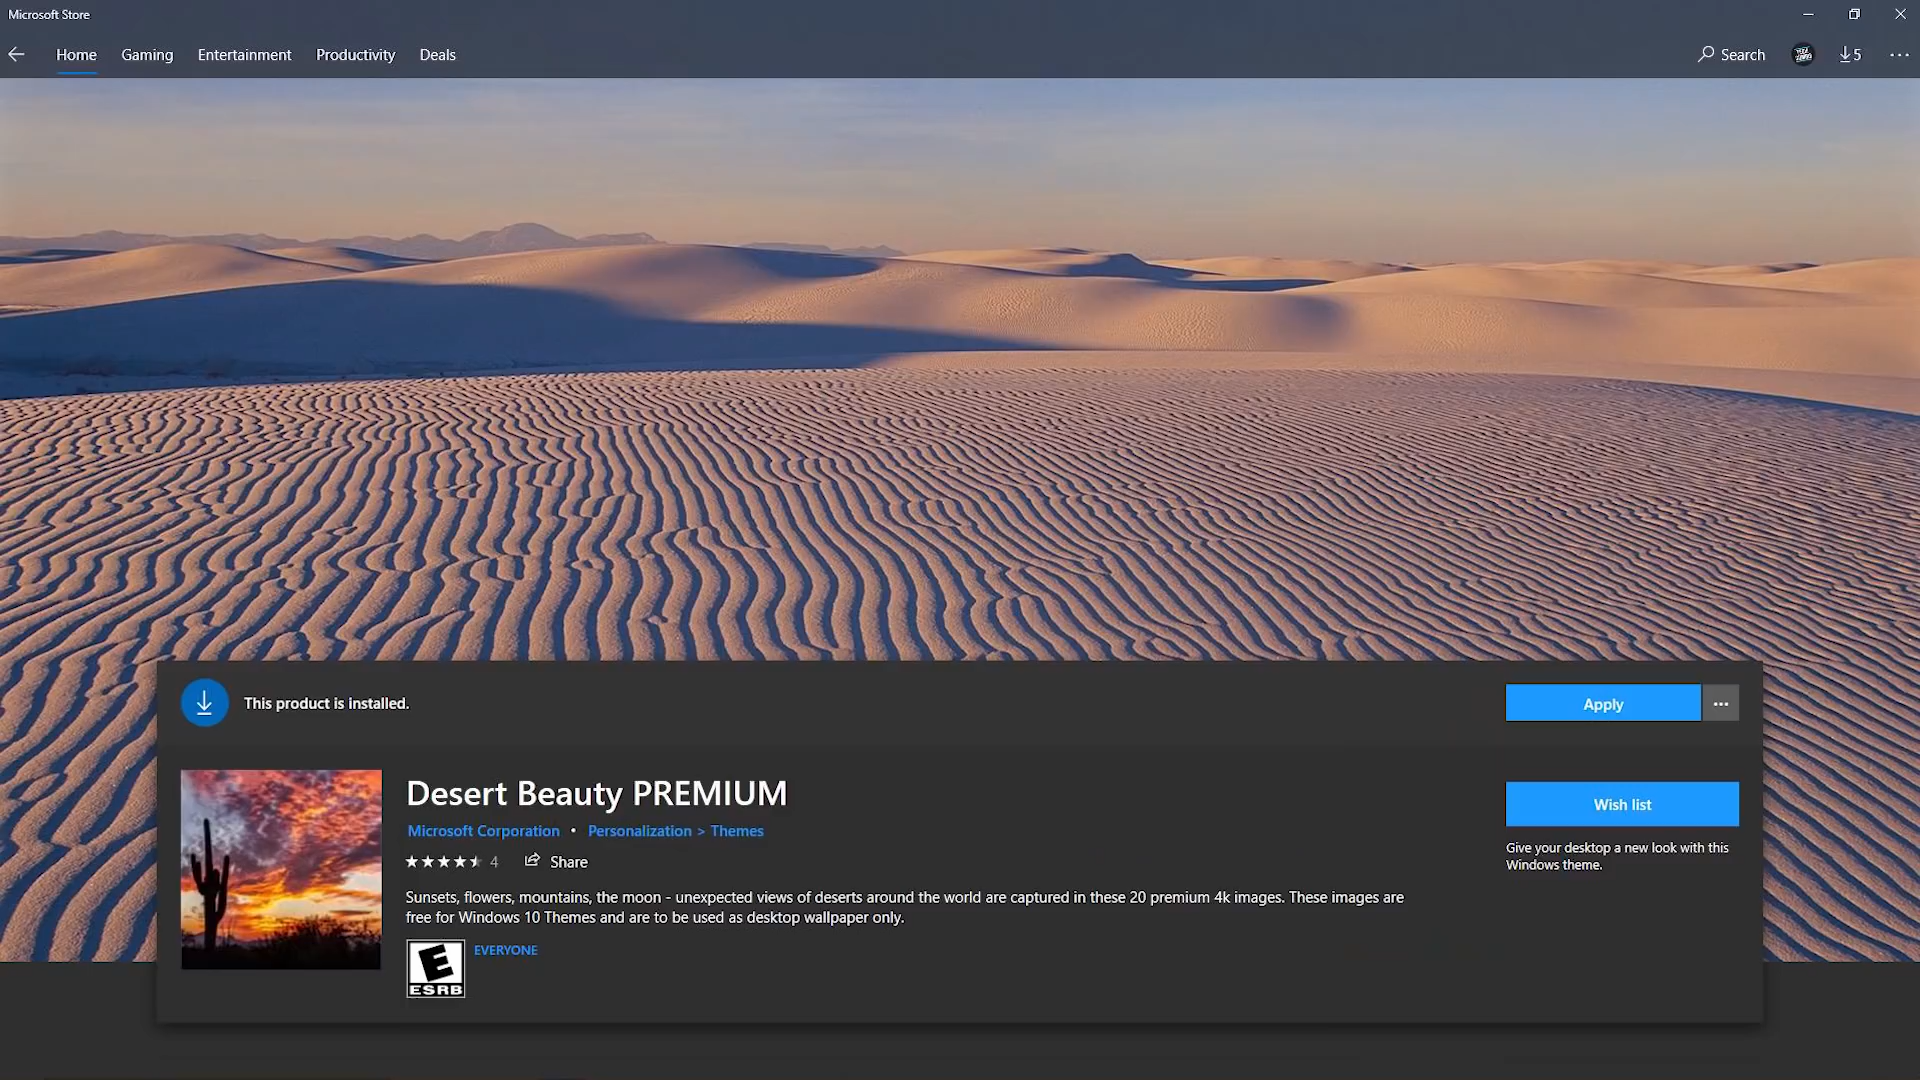 Microsoft Store
Home Gaming Entertainment Productivity Deals
Search 5
This product is installed.
Apply
Desert Beauty PREMIUM
Wish list
Microsoft Corporation • Personalization > Themes
4 Share
Give your desktop a new look with this
Windows theme.
Sunsets, flowers, mountains, the moon - unexpected views of deserts around the world are captured in these 20 premium 4k images. These images are
free for Windows 10 Themes and are to be used as desktop wallpaper only.
EVERYONE
E
ESRB